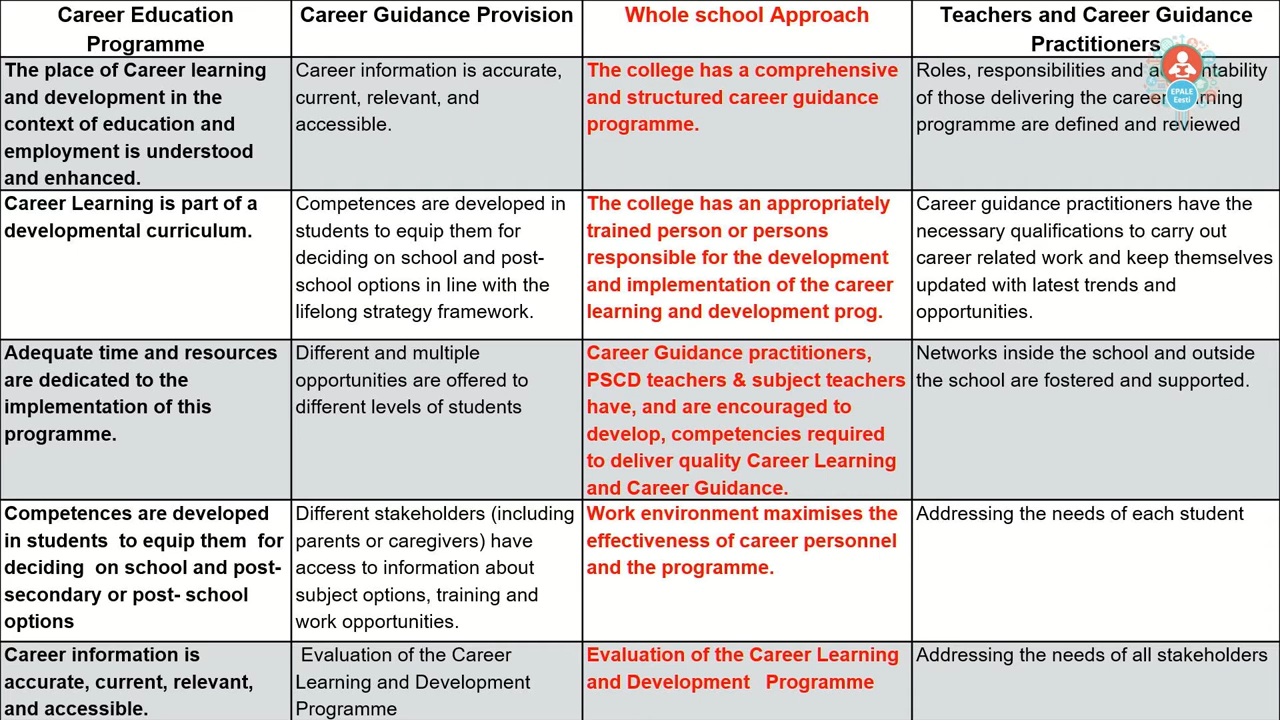 Career Education
Programme
Career Guidance Provision
Whole school Approach
Teachers and Career Guidance
Practitioners
The place of Career learning
and development in the
context of education and
employment is understood
and enhanced.
Career information is accurate,
current, relevant, and
accessible.
The college has a comprehensive
and structured career guidance
programme.
Roles, responsibilities and
of those delivering the career
programme are defined and reviewed
EPALE
Eesti
Career Learning is part of a
developmental curriculum.
Competences are developed in
students to equip them for
deciding on school and post-
school options in line with the
lifelong strategy framework.
The college has an appropriately
trained person or persons
responsible for the development
and implementation of the career
learning and development prog.
Career guidance practitioners have the
necessary qualifications to carry out
career related work and keep themselves
updated with latest trends and
opportunities.
Adequate time and resources
are dedicated to the
implementation of this
programme.
Different and multiple
opportunities are offered to
different levels of students
Career Guidance practitioners,
PSCD teachers & subject teachers
have, and are encouraged to
develop, competencies required
to deliver quality Career Learning
and Career Guidance.
Networks inside the school and outside
the school are fostered and supported.
Competences are developed
in students to equip them for
deciding on school and post-
secondary or post- school
options
Different stakeholders (including
parents or caregivers) have
access to information about
subject options, training and
work opportunities.
Work environment maximises the
effectiveness of career personnel
and the programme.
Addressing the needs of each student
Career information is
accurate, current, relevant,
and accessible.
Evaluation of the Career
Learning and Development
Programme
Evaluation of the Career Learning
and Development Programme
Addressing the needs of all stakeholders